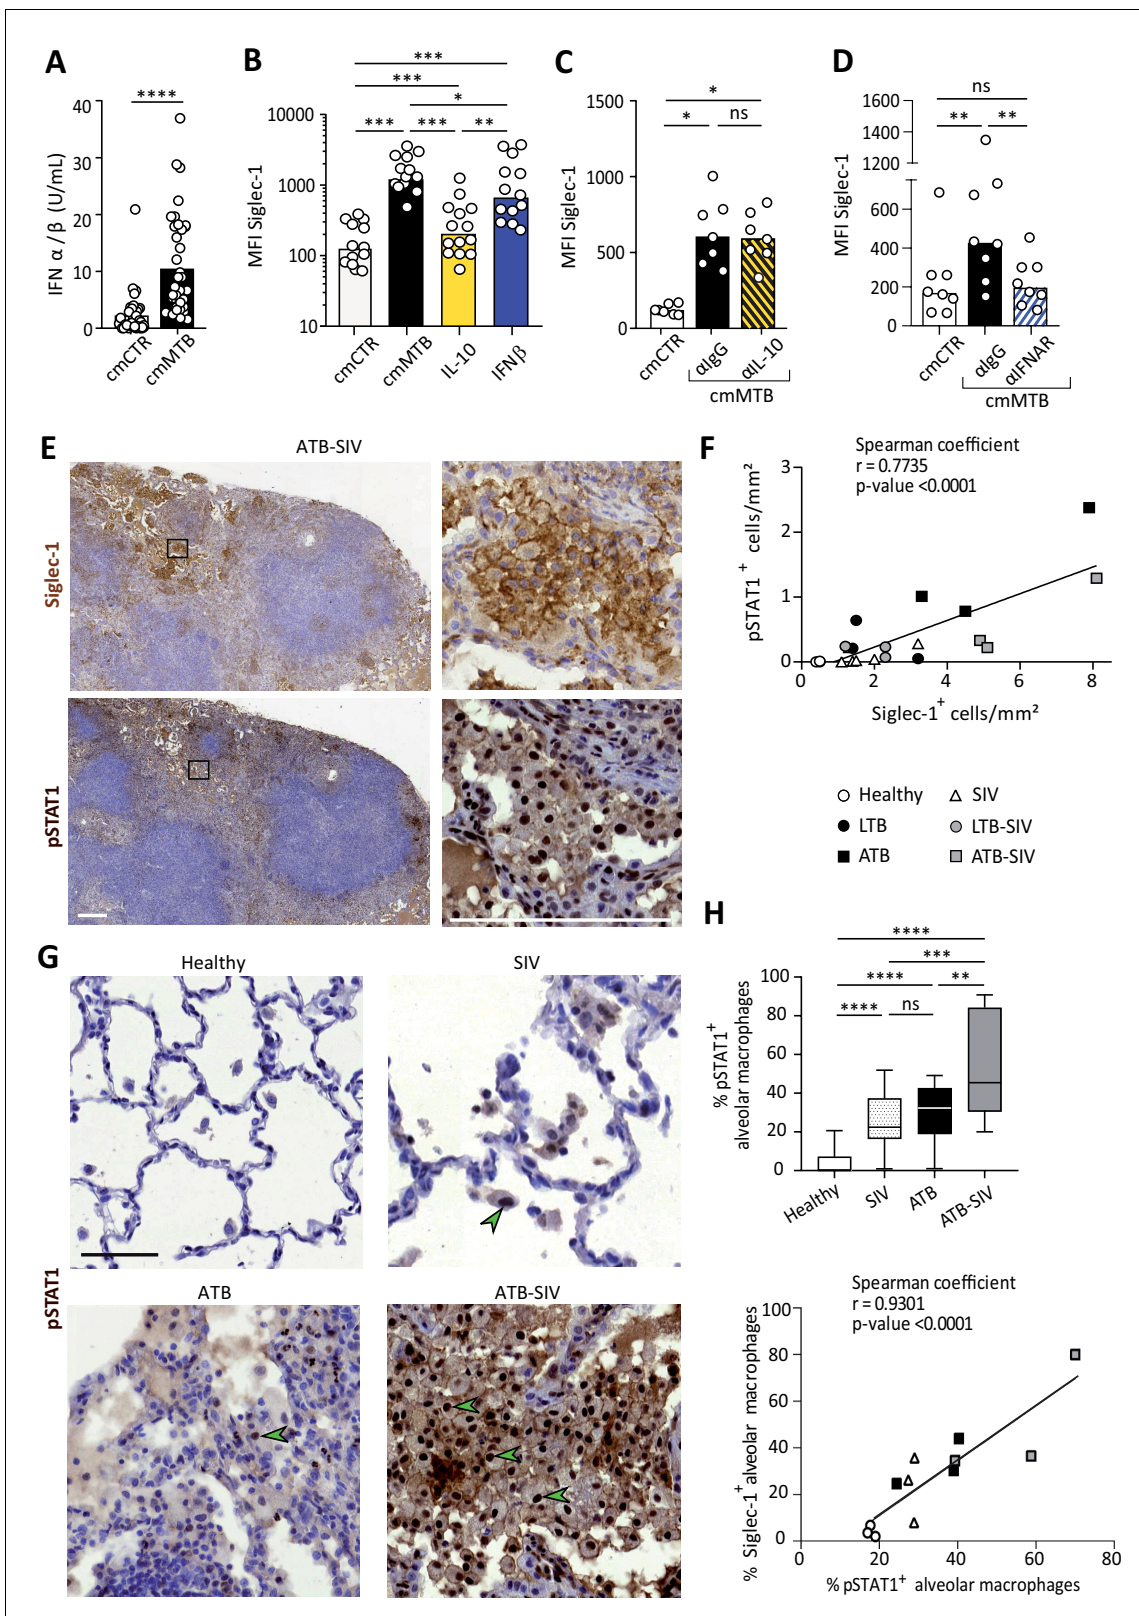 A
****
IFN α / β (U/mL)
40
30
20
10
0
cmCTR
cmMTB
B
***
***
*
***
***
**
MFI Siglec-1
10000
1000
100
10
cmCTR
cmMTB
IL-10
IFNβ
C
*
*
ns
MFI Siglec-1
1500
1000
500
0
cmCTR
αIgG
αIL-10
cmMTB
D
ns
**
**
MFI Siglec-1
1600
1400
1200
600
400
200
0
cmCTR
αIgG
αIFNAR
cmMTB
E
ATB-SIV
Siglec-1
pSTAT1
F
Spearman coefficient
r = 0.7735
p-value <0.0001
pSTAT1 + cells/mm²
3
2
1
0
0
2
4
6
8
Siglec-1+ cells/mm²
Healthy
SIV
LTB
LTB-SIV
ATB
ATB-SIV
G
Healthy
SIV
pSTAT1
ATB
ATB-SIV
H
****
***
****
**
****
ns
% pSTAT1+
alveolar macrophages
100
80
60
40
20
0
Healthy
SIV
ATB
ATB-SIV
Spearman coefficient
r = 0.9301
p-value <0.0001
% Siglec-1+ alveolar macrophages
100
80
60
40
20
0
0
20
40
60
80
% pSTAT1+ alveolar macrophages